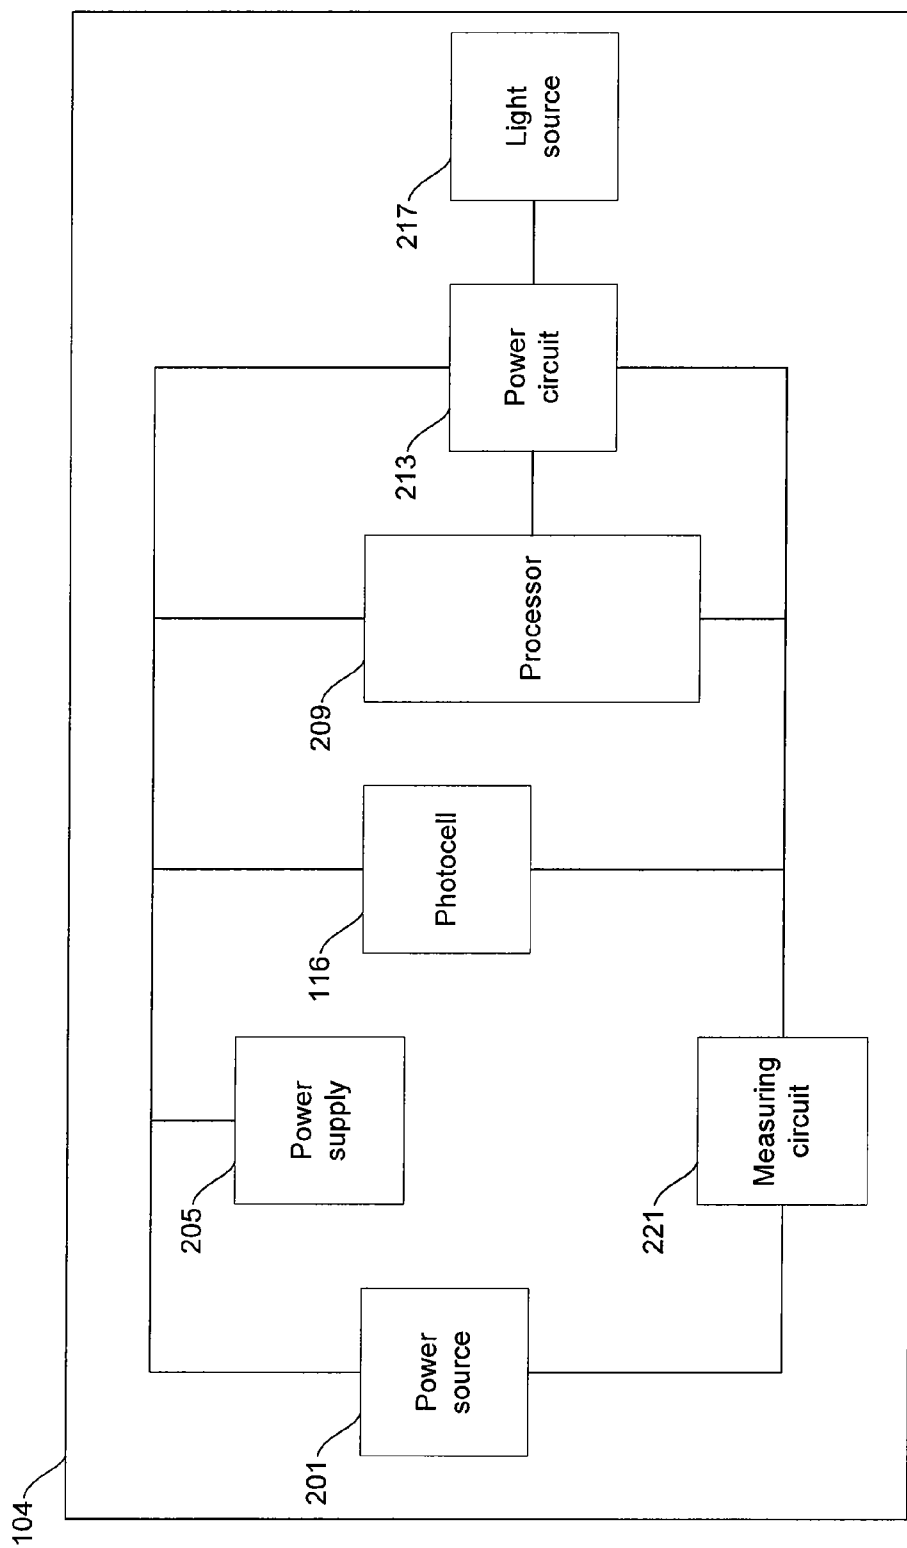 104
201
Power
source
205
Power
supply
221
Measuring
circuit
116
Photocell
209
Processor
213
Power
circuit
217
Light
source